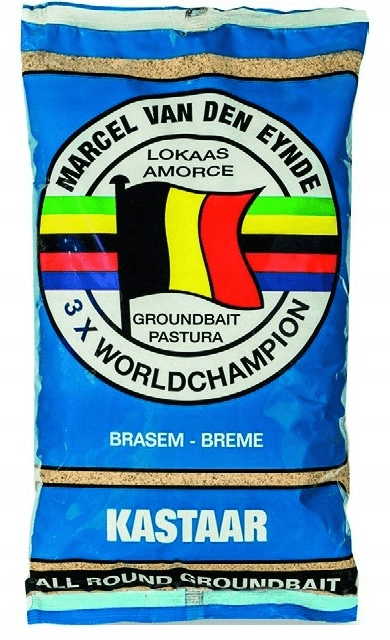 MARCEL VAN DEN EYNDE
LOKAAS
AMORCE
GROUNDBAIT
PASTURA
3 X WORLDCHAMPION
BRASEM - BREME
KASTAAR
ALL ROUND GROUNDBAIT